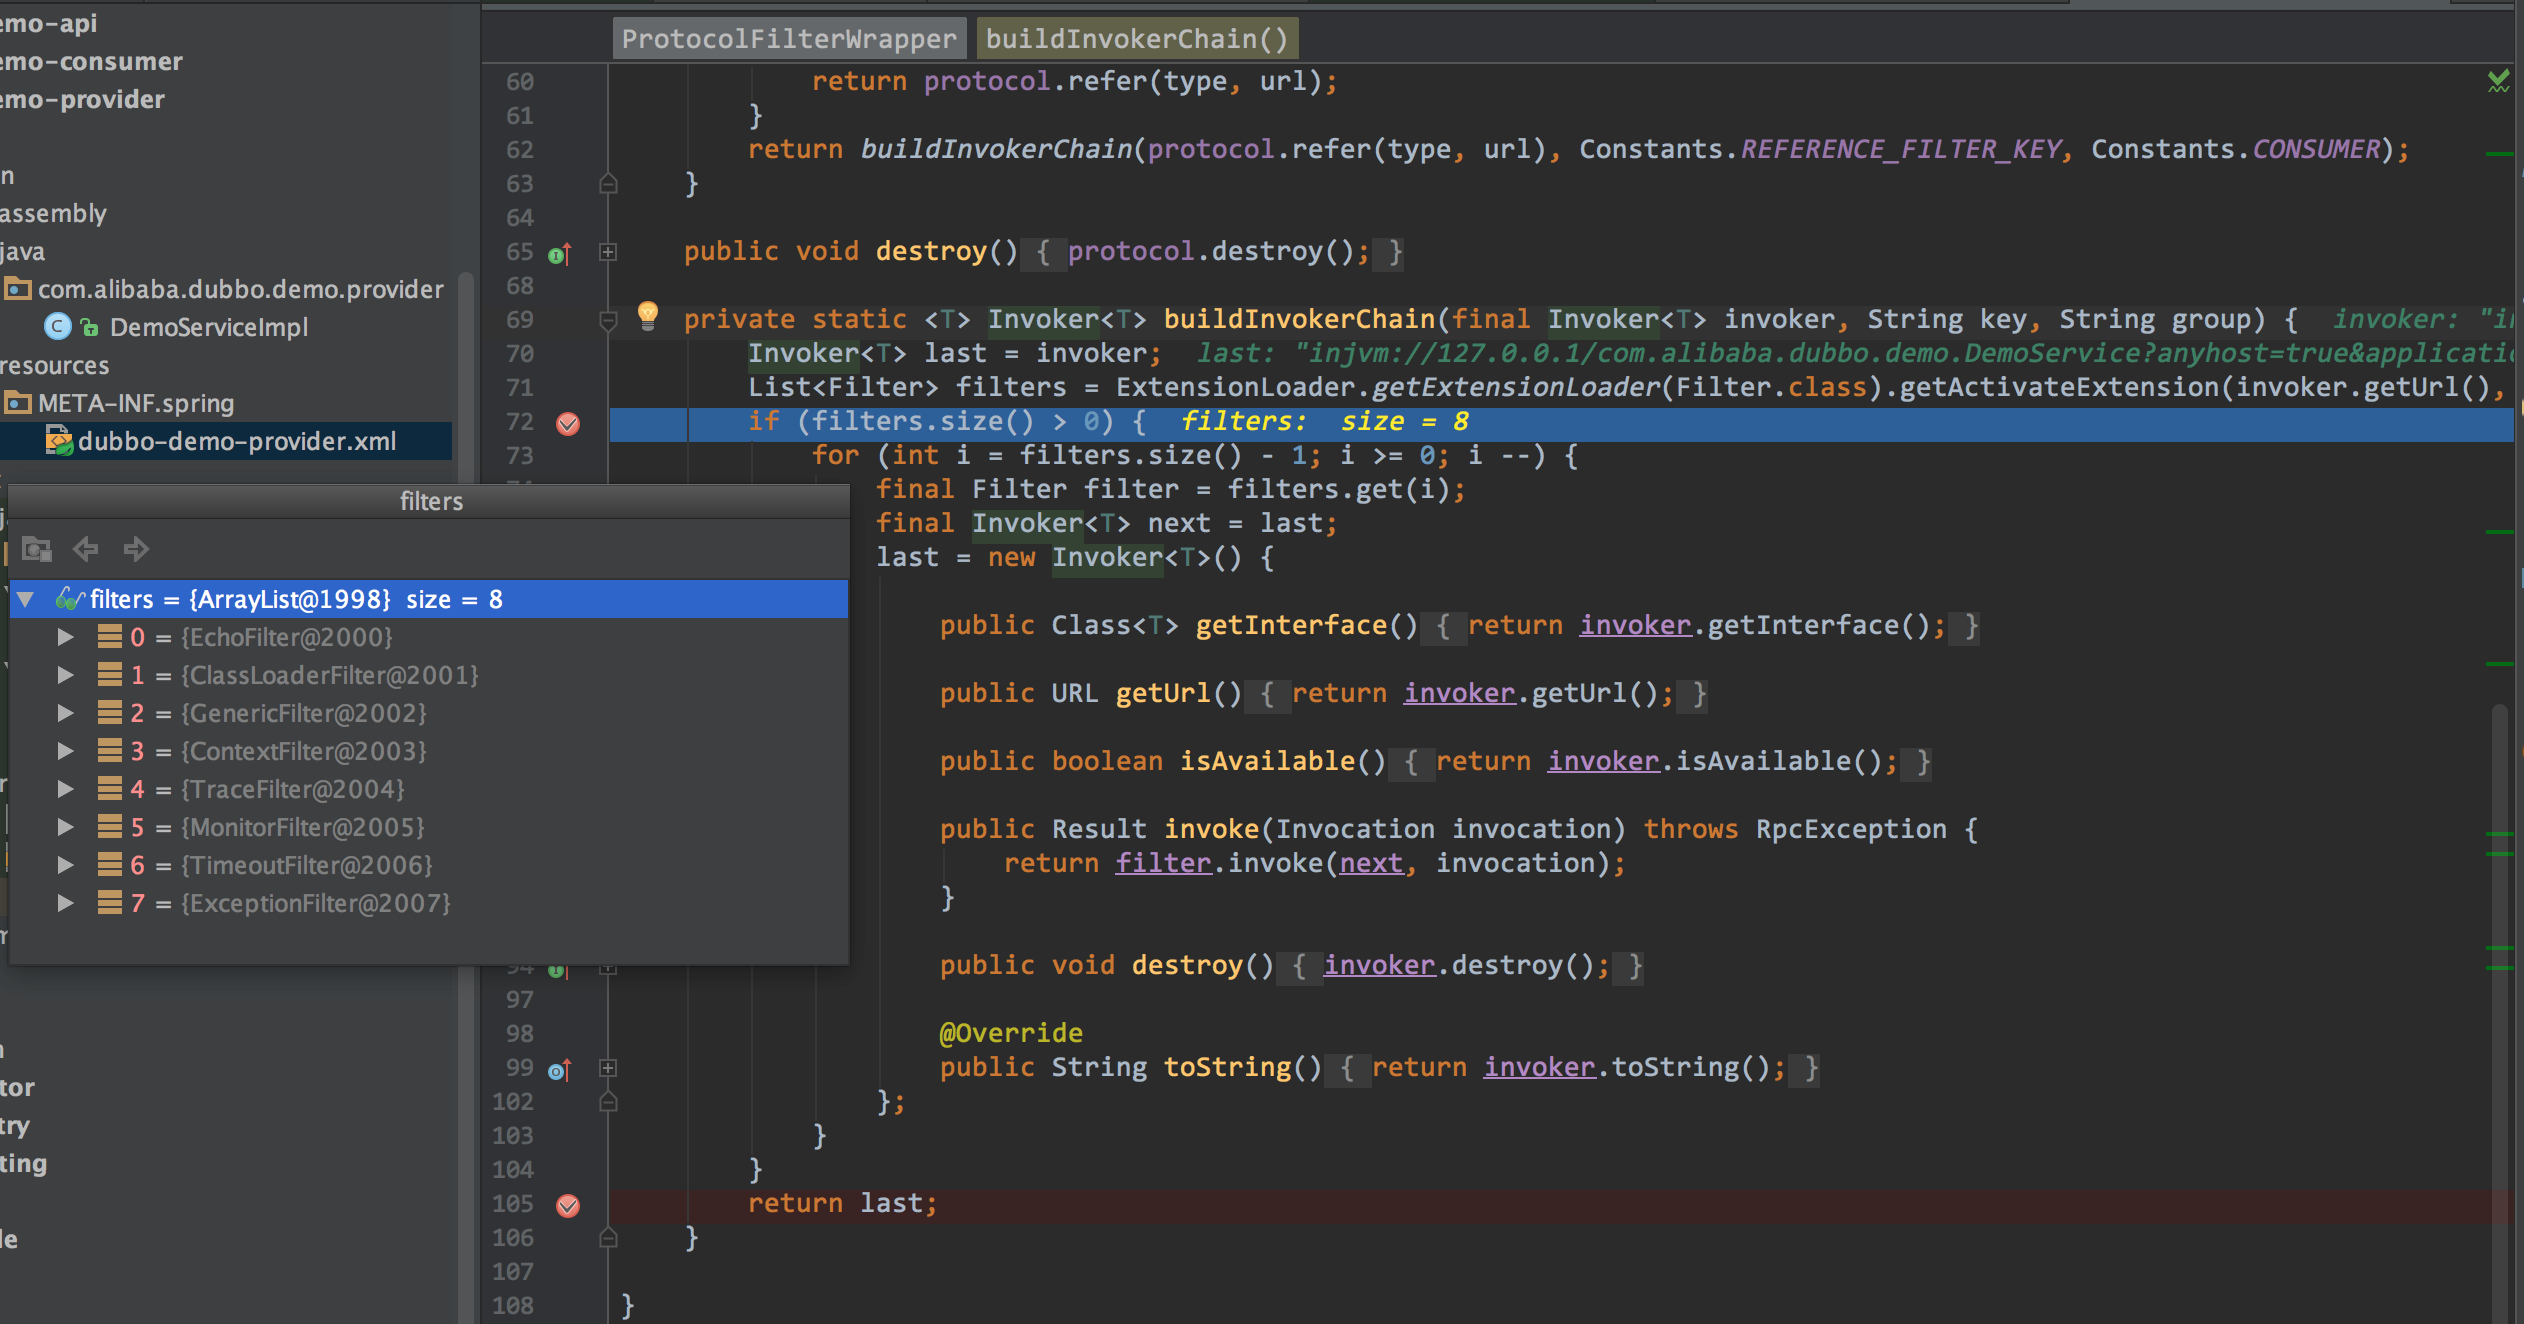 emo-api
emo-consumer
emo-provider
n
assembly
java
com.alibaba.dubbo.demo.provider
DemoServiceImpl
resources
META-INF.spring
dubbo-demo-provider.xml
filters
filters = {ArrayList@1998} size = 8
0 = {EchoFilter@2000}
1 = {ClassLoaderFilter@2001}
2 = {GenericFilter@2002}
3 = {ContextFilter@2003}
4 = {TraceFilter@2004}
5 = {MonitorFilter@2005}
6 = {TimeoutFilter@2006}
7 = {ExceptionFilter@2007}
tor
try
ting
le
ProtocolFilterWrapper buildInvokerChain()
60 return protocol.refer(type, url);
61 }
62 return buildInvokerChain(protocol.refer(type, url), Constants.REFERENCE_FILTER_KEY, Constants.CONSUMER);
63 }
64
65 public void destroy() { protocol.destroy(); }
68
69 private static <T> Invoker<T> buildInvokerChain(final Invoker<T> invoker, String key, String group) { invoker: "i
70 Invoker<T> last = invoker; last: "injvm://127.0.0.1/com.alibaba.dubbo.demo.DemoService?anyhost=true&applicati
71 List<Filter> filters = ExtensionLoader.getExtensionLoader(Filter.class).getActivateExtension(invoker.getUrl(),
72 if (filters.size() > 0) { filters: size = 8
73 for (int i = filters.size() - 1; i >= 0; i --) {
final Filter filter = filters.get(i);
final Invoker<T> next = last;
last = new Invoker<T>() {
public Class<T> getInterface() { return invoker.getInterface(); }
public URL getUrl() { return invoker.getUrl(); }
public boolean isAvailable() { return invoker.isAvailable(); }
public Result invoke(Invocation invocation) throws RpcException {
return filter.invoke(next, invocation);
}
94 public void destroy() { invoker.destroy(); }
97
98 @Override
99 public String toString() { return invoker.toString(); }
102 };
103 }
104 }
105 return last;
106 }
107
108 }